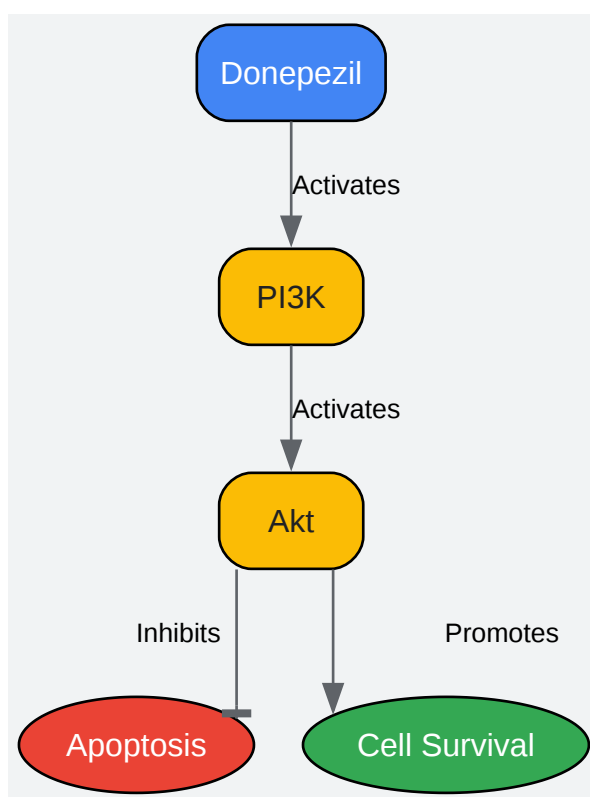 Donepezil
Activates
PI3K
Activates
Akt
Inhibits
Promotes
Apoptosis
Cell Survival